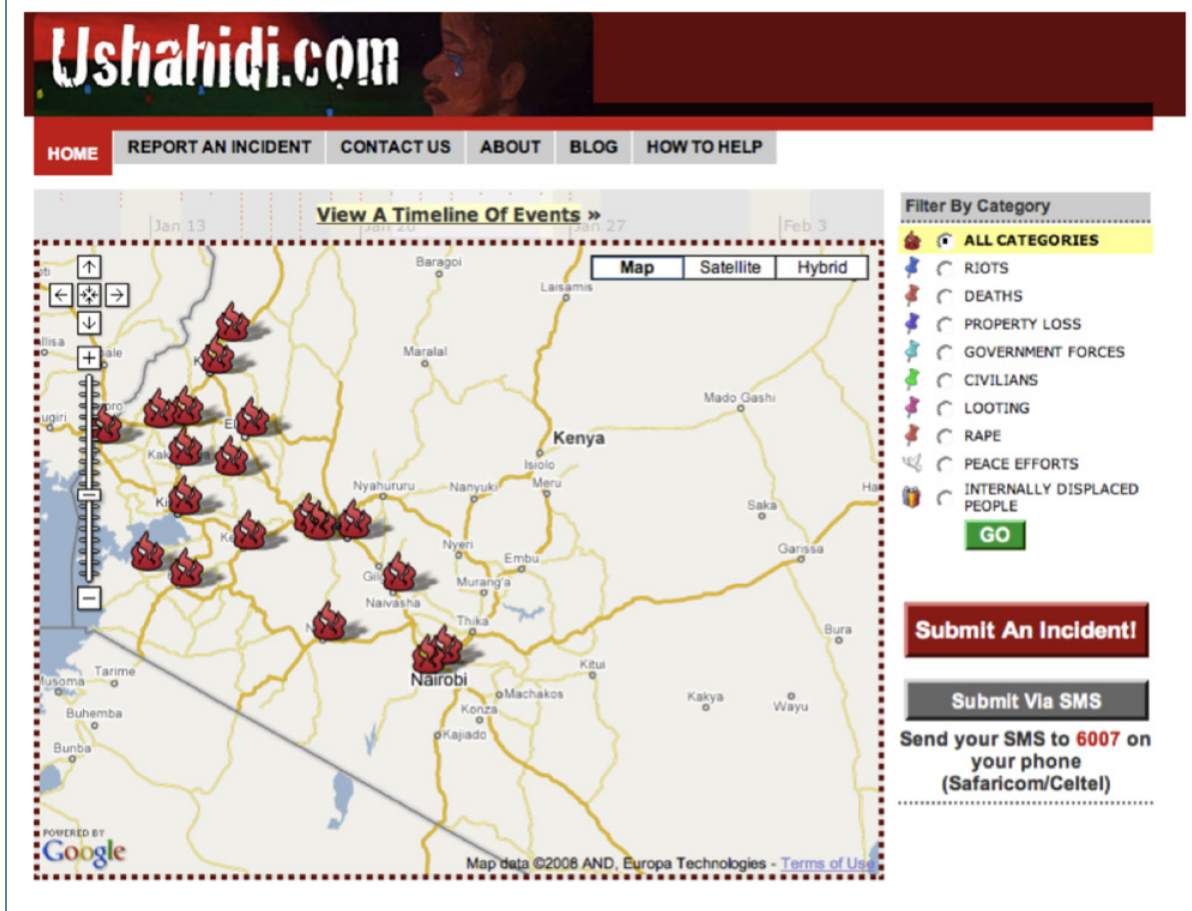 Ushahidi.com
HOME
REPORT AN INCIDENT
CONTACT US
ABOUT
BLOG
HOW TO HELP
View A Timeline Of Events »
Jan 13
Jan 20
Jan 27
Feb 3
Map
Satellite
Hybrid
Baragoi
Laisamis
Maralal
Mado Gashi
Kenya
Isiolo
Nyahururu
Nanyuki
Meru
Saka
Nyeri
Embu
Garissa
Murang'a
Naivasha
Thika
Bura
Nairobi
Kitui
Tarime
Machakos
Kakya
Wayu
Buhemba
Konza
Kajiado
Bunba
POWERED BY
Google
Map data ©2008 AND, Europa Technologies - Terms of Use
Filter By Category
ALL CATEGORIES
RIOTS
DEATHS
PROPERTY LOSS
GOVERNMENT FORCES
CIVILIANS
LOOTING
RAPE
PEACE EFFORTS
INTERNALLY DISPLACED
PEOPLE
GO
Submit An Incident!
Submit Via SMS
Send your SMS to 6007 on
your phone
(Safaricom/Celtel)